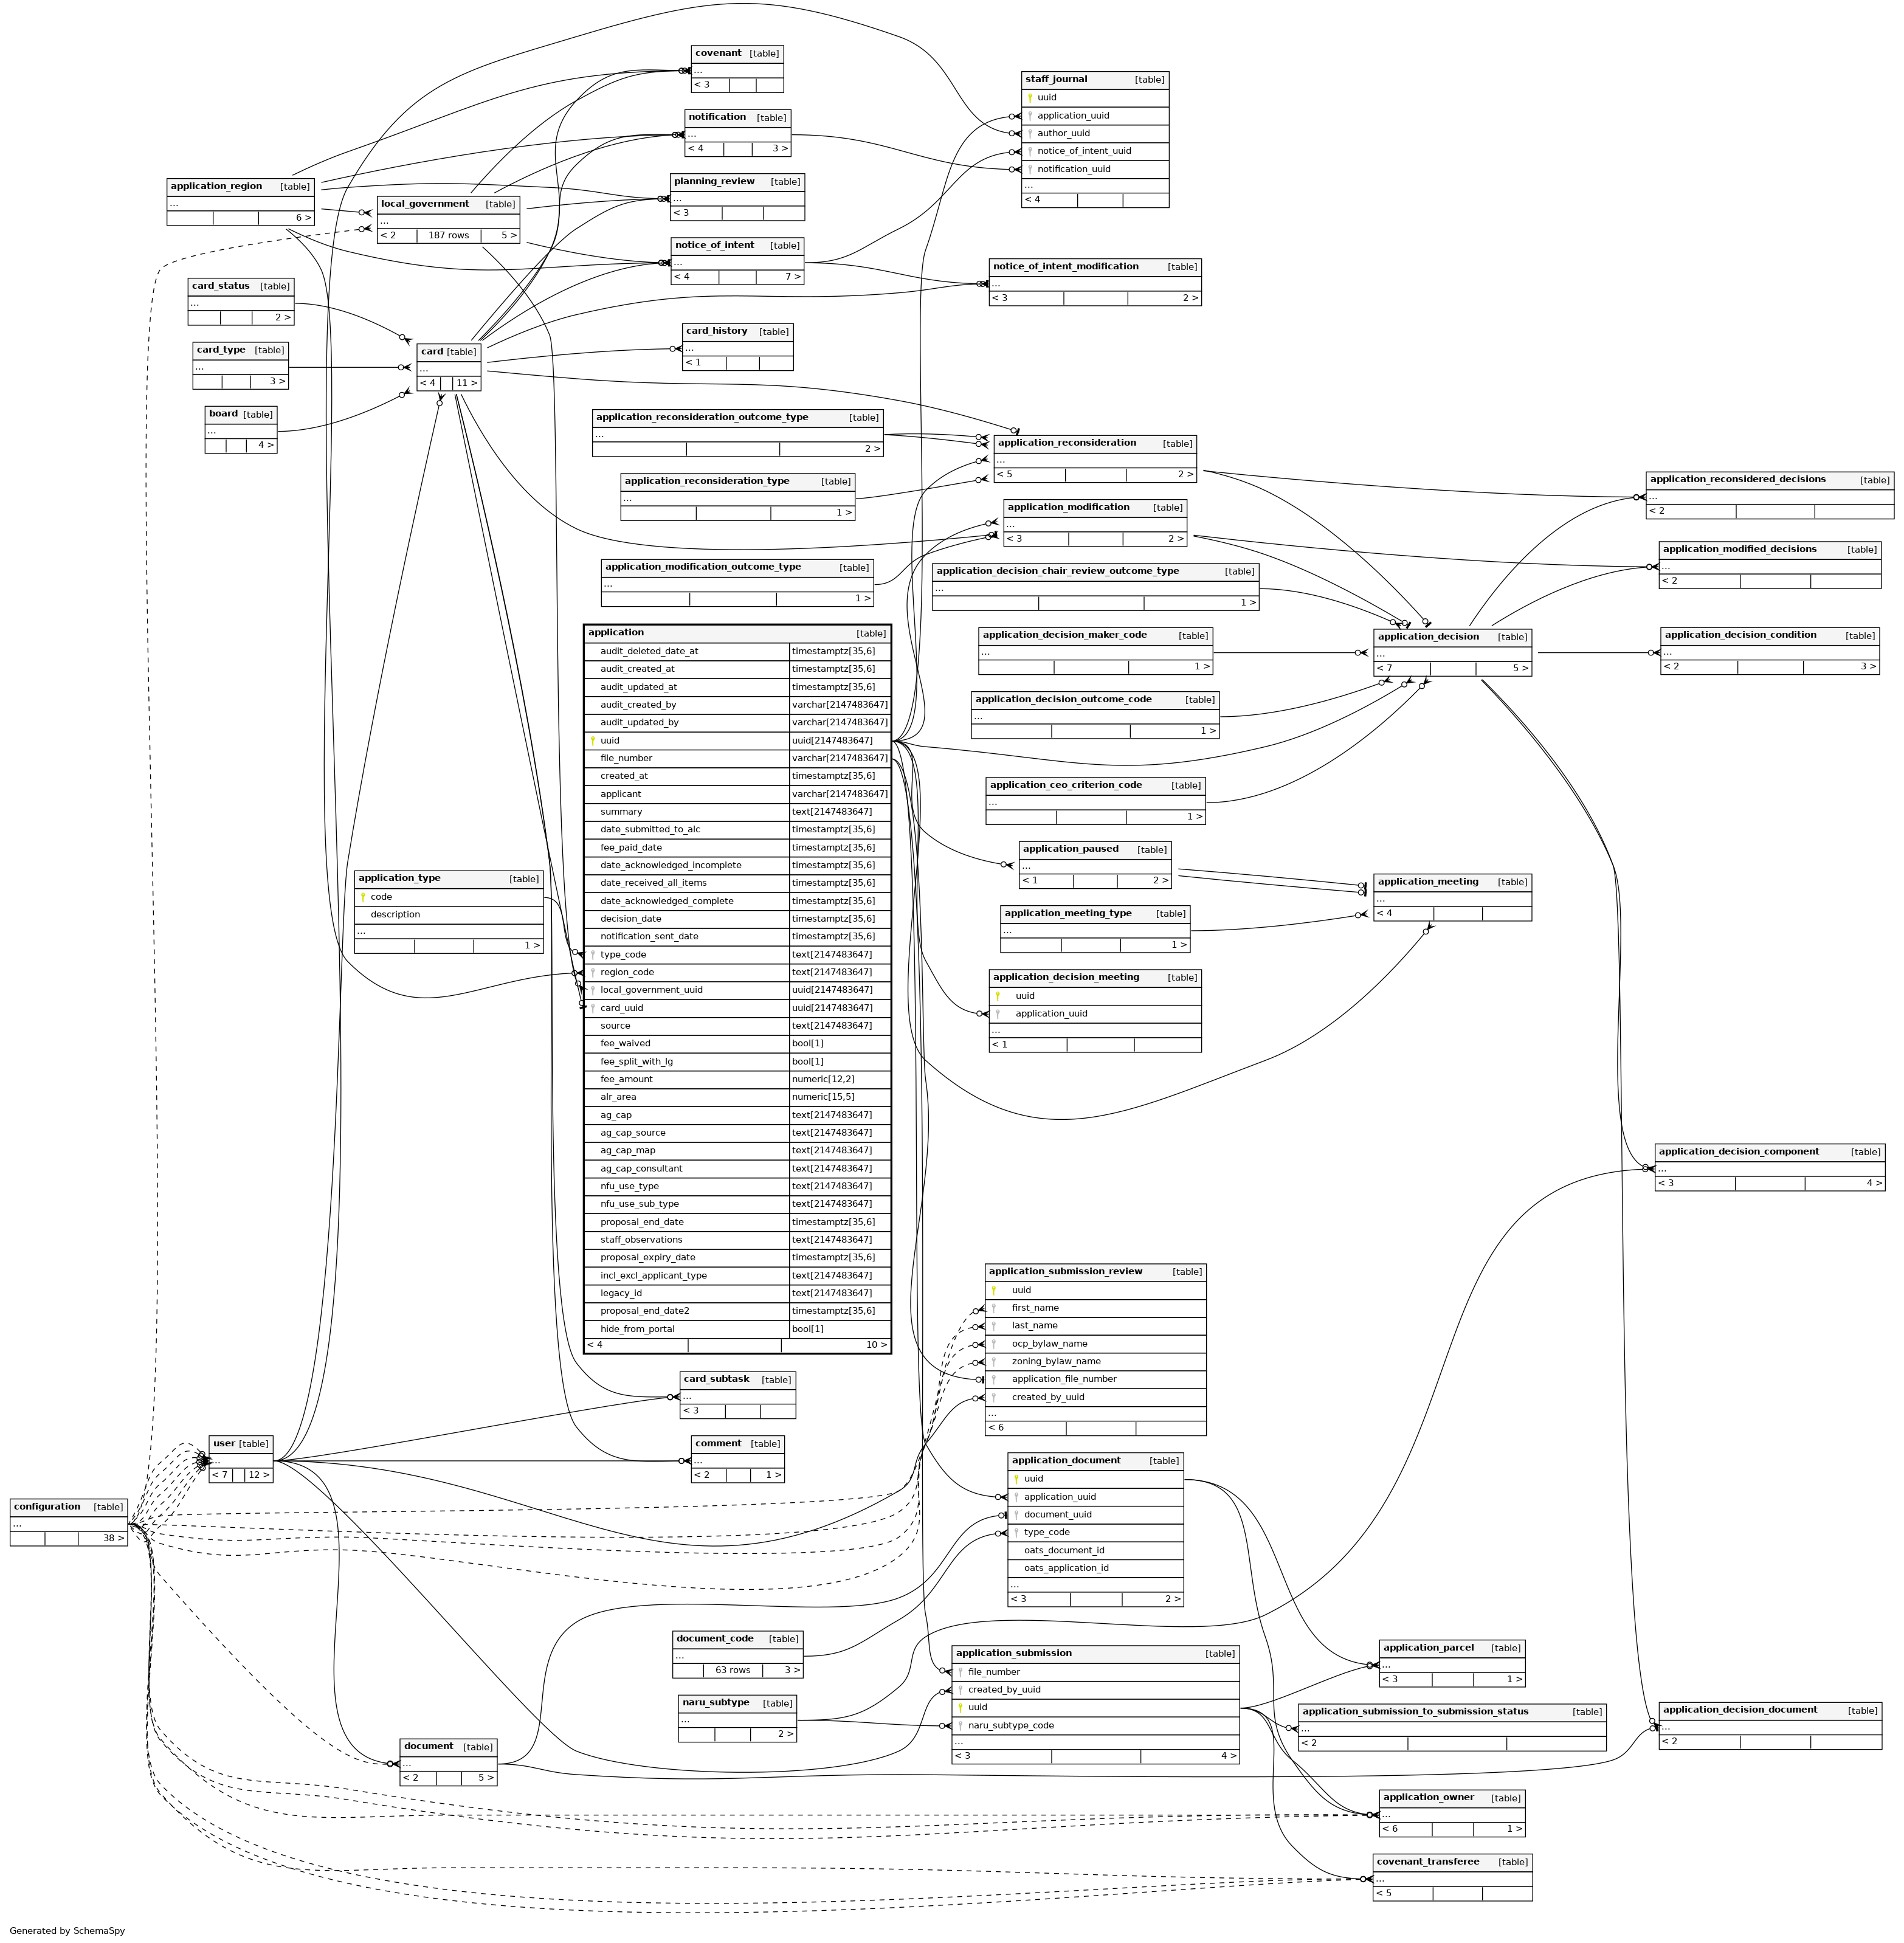 covenant [table]
...
< 3
notification [table]
...
< 4 3 >
planning_review [table]
...
< 3
notice_of_intent [table]
...
< 4 7 >
staff_journal [table]
uuid
application_uuid
author_uuid
notice_of_intent_uuid
notification_uuid
...
< 4
application_region [table]
...
6 >
local_government [table]
...
< 2 187 rows 5 >
notice_of_intent_modification [table]
...
< 3 2 >
card_status [table]
...
2 >
card_type [table]
...
3 >
board [table]
...
4 >
card [table]
...
< 4 11 >
card_history [table]
...
< 1
application_reconsideration_outcome_type [table]
...
2 >
application_reconsideration_type [table]
...
1 >
application_reconsideration [table]
...
< 5 2 >
application_modification [table]
...
< 3 2 >
application_modification_outcome_type [table]
...
1 >
application_decision_chair_review_outcome_type [table]
...
1 >
application_decision_maker_code [table]
...
1 >
application_decision_outcome_code [table]
...
1 >
application_ceo_criterion_code [table]
...
1 >
application_reconsidered_decisions [table]
...
< 2
application_modified_decisions [table]
...
< 2
application_decision [table]
...
< 7 5 >
application_decision_condition [table]
...
< 2 3 >
application [table]
audit_deleted_date_at timestamptz[35,6]
audit_created_at timestamptz[35,6]
audit_updated_at timestamptz[35,6]
audit_created_by varchar[2147483647]
audit_updated_by varchar[2147483647]
uuid uuid[2147483647]
file_number varchar[2147483647]
created_at timestamptz[35,6]
applicant varchar[2147483647]
summary text[2147483647]
date_submitted_to_alc timestamptz[35,6]
fee_paid_date timestamptz[35,6]
date_acknowledged_incomplete timestamptz[35,6]
date_received_all_items timestamptz[35,6]
date_acknowledged_complete timestamptz[35,6]
decision_date timestamptz[35,6]
notification_sent_date timestamptz[35,6]
type_code text[2147483647]
region_code text[2147483647]
local_government_uuid uuid[2147483647]
card_uuid uuid[2147483647]
source text[2147483647]
fee_waived bool[1]
fee_split_with_lg bool[1]
fee_amount numeric[12,2]
alr_area numeric[15,5]
ag_cap text[2147483647]
ag_cap_source text[2147483647]
ag_cap_map text[2147483647]
ag_cap_consultant text[2147483647]
nfu_use_type text[2147483647]
nfu_use_sub_type text[2147483647]
proposal_end_date timestamptz[35,6]
staff_observations text[2147483647]
proposal_expiry_date timestamptz[35,6]
incl_excl_applicant_type text[2147483647]
legacy_id text[2147483647]
proposal_end_date2 timestamptz[35,6]
hide_from_portal bool[1]
< 4 10 >
application_type [table]
code
description
...
1 >
application_paused [table]
...
< 1 2 >
application_meeting_type [table]
...
1 >
application_meeting [table]
...
< 4
application_decision_meeting [table]
uuid
application_uuid
...
< 1
application_decision_component [table]
...
< 3 4 >
application_submission_review [table]
uuid
first_name
last_name
ocp_bylaw_name
zoning_bylaw_name
application_file_number
created_by_uuid
...
< 6
card_subtask [table]
...
< 3
comment [table]
...
< 2 1 >
user [table]
...
< 7 12 >
configuration [table]
...
38 >
application_document [table]
uuid
application_uuid
document_uuid
type_code
oats_document_id
oats_application_id
...
< 3 2 >
document_code [table]
...
63 rows 3 >
naru_subtype [table]
...
2 >
application_submission [table]
file_number
created_by_uuid
uuid
naru_subtype_code
...
< 3 4 >
application_parcel [table]
...
< 3 1 >
application_submission_to_submission_status [table]
...
< 2
application_decision_document [table]
...
< 2
document [table]
...
< 2 5 >
application_owner [table]
...
< 6 1 >
covenant_transferee [table]
...
< 5
Generated by SchemaSpy